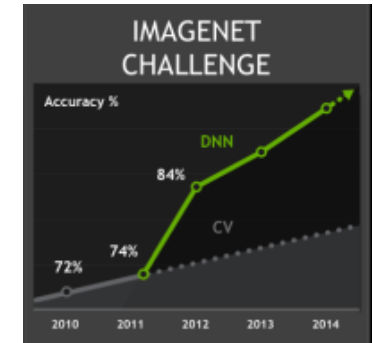 IMAGENET
CHALLENGE
Accuracy %
DNN
84%
CV
74%
72%
2010 2011 2012 2013 2014